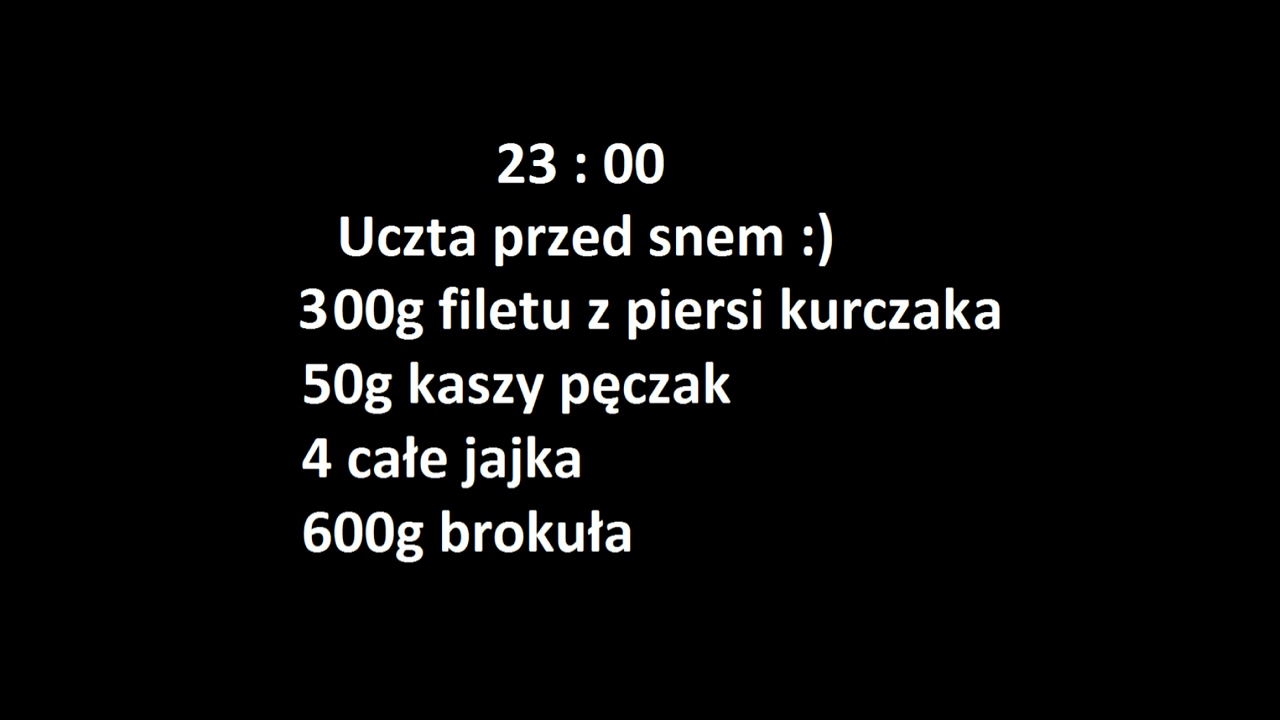 23 : 00
Uczta przed snem :)
300g filetu z piersi kurczaka
50g kaszy pęczak
4 całe jajka
600g brokuła